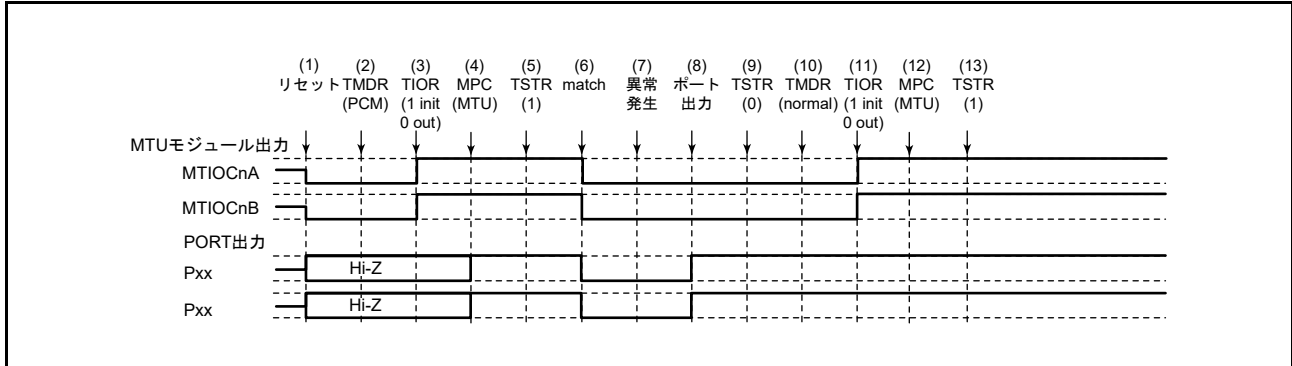 (1) (2) (3) (4) (5) (6) (7) (8) (9) (10) (11) (12) (13)
リセット TMDR TIOR MPC TSTR match 異常 ポート TSTR TMDR TIOR MPC TSTR
(PCM) (1 init (MTU) (1) 発生 出力 (0) (normal) (1 init (MTU) (1)
0 out) 0 out)
MTUモジュール出力
MTIOCnA
MTIOCnB
PORT出力
Pxx Hi-Z
Pxx Hi-Z